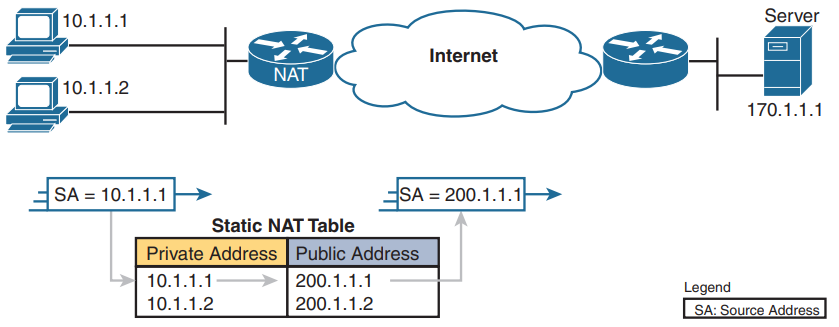 10.1.1.1
Server
Internet
NAT
10.1.1.2
170.1.1.1
SA = 10.1.1.1
SA = 200.1.1.1
Static NAT Table
Private Address Public Address
10.1.1.1 200.1.1.1
10.1.1.2 200.1.1.2
Legend
SA: Source Address